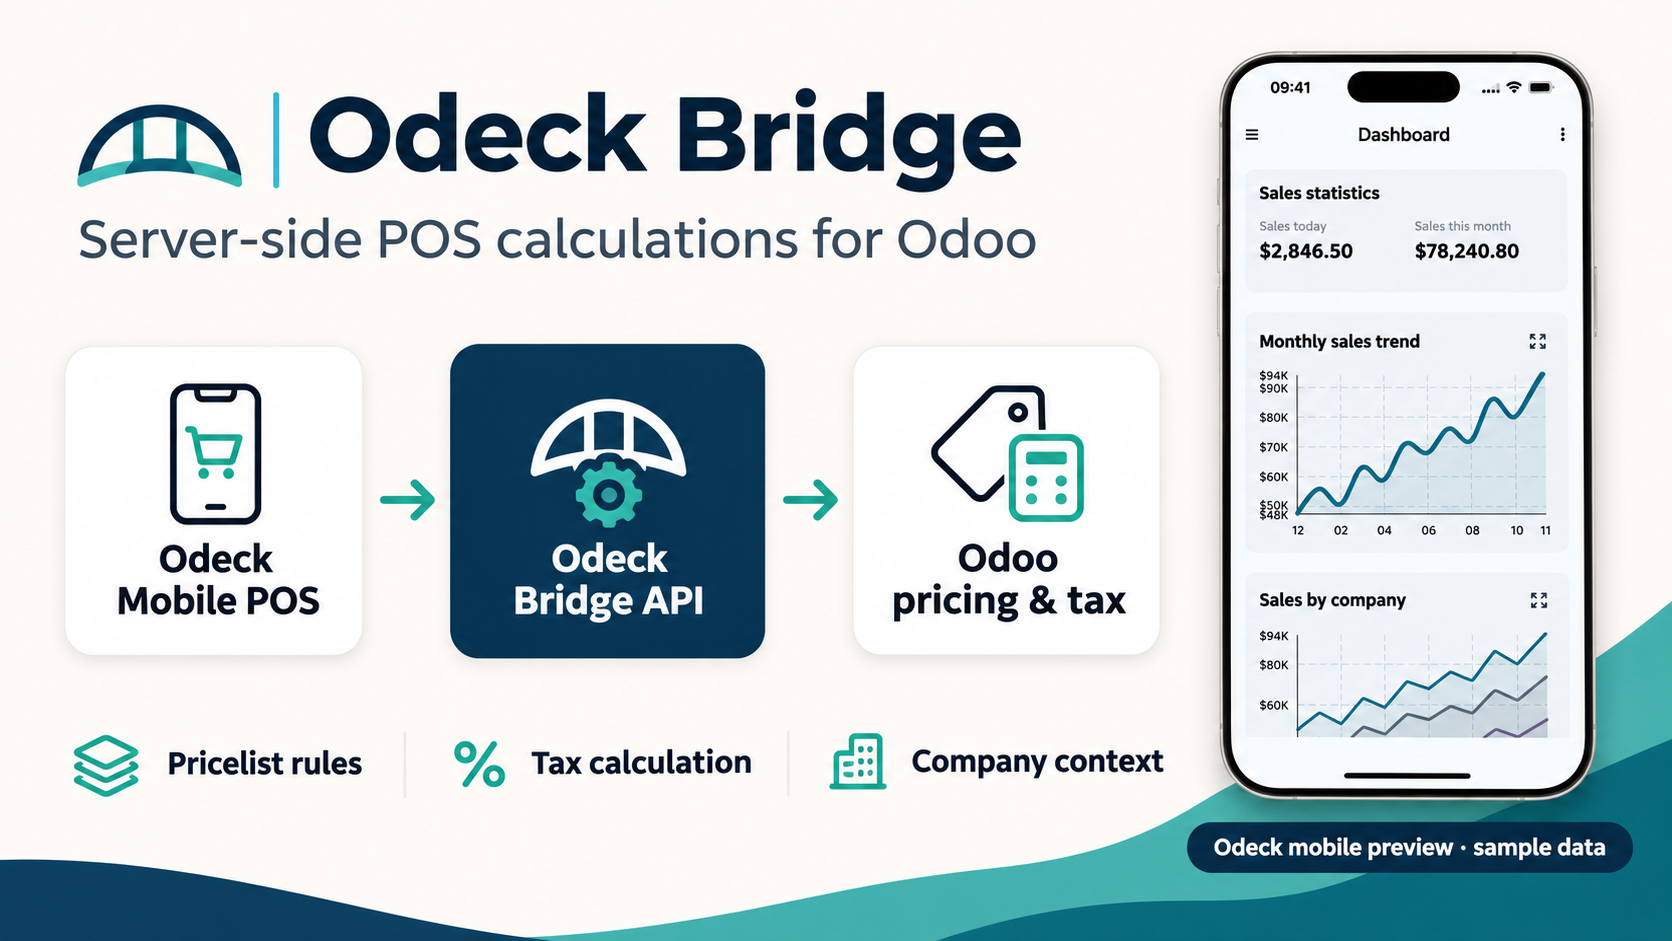 Odeck Bridge
Server-side POS calculations for Odoo
Odeck
Mobile POS
Odeck
Bridge API
Odoo
pricing & tax
Pricelist rules
Tax calculation
Company context
09:41
Dashboard
Sales statistics
Sales today
Sales this month
$2,846.50
$78,240.80
Monthly sales trend
$94K
$90K
$80K
$70K
$60K
$50K
$48K
12 02 04 06 08 10 11
Sales by company
$94K
$80K
$60K
Odeck mobile preview · sample data